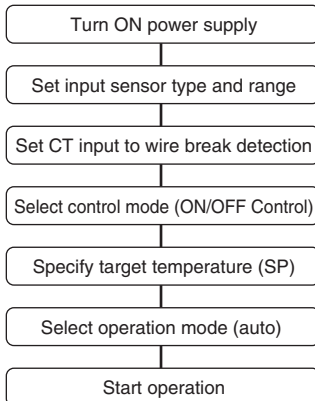 Turn ON power supply
Set input sensor type and range
Set CT input to wire break detection
Select control mode (ON/OFF Control)
Specify target temperature (SP)
Select operation mode (auto)
Start operation